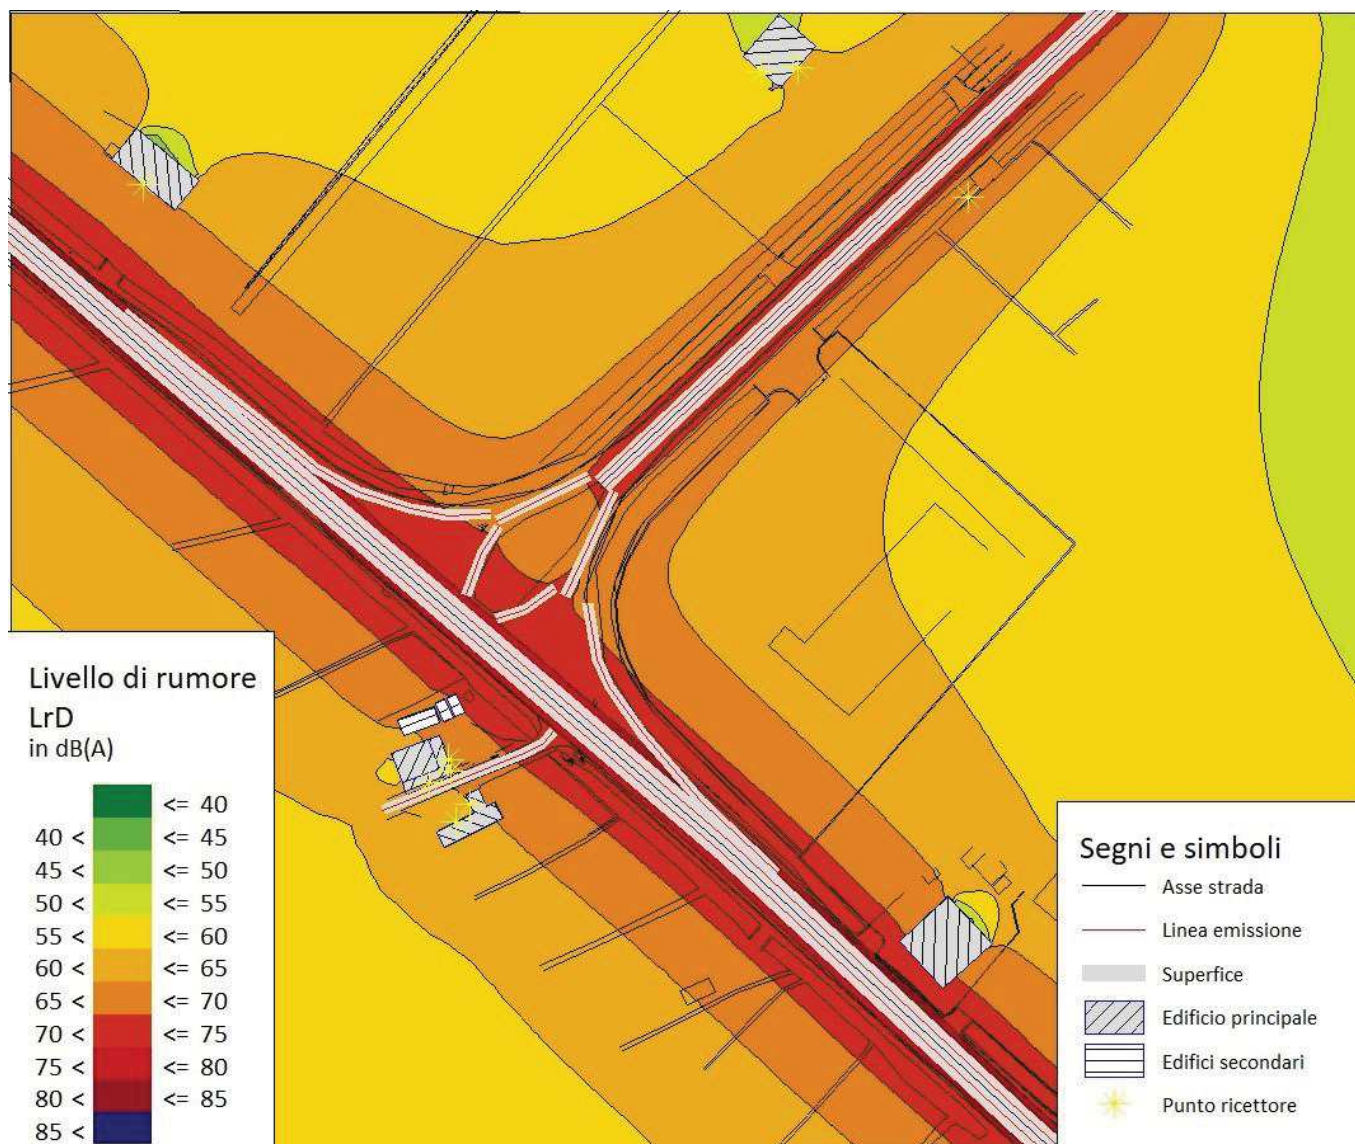 Livello di rumore
LrD
in dB(A)
<= 40
40 < <= 45
45 < <= 50
50 < <= 55
55 < <= 60
60 < <= 65
65 < <= 70
70 < <= 75
75 < <= 80
80 < <= 85
85 <
Segni e simboli
Asse strada
Linea emissione
Superfice
Edificio principale
Edifici secondari
Punto ricettore